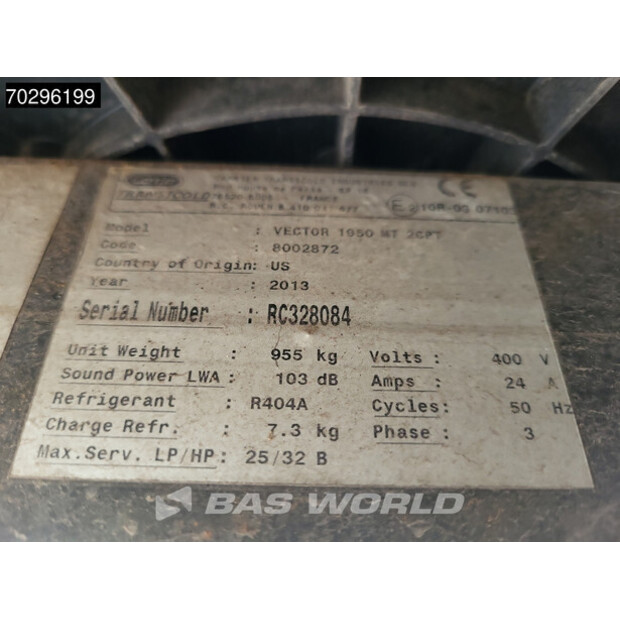 70296199
TRANSICOLD FRANCE
Model : VECTOR 1950 MT 2CPT
Code : 8002872
Country of Origin: US
Year : 2013
Serial Number : RC328084
Unit Weight : 955 kg Volts : 400 V
Sound Power LWA : 103 dB Amps : 24 A
Refrigerant : R404A Cycles: 50 Hz
Charge Refr. : 7.3 kg Phase : 3
Max.Serv. LP/HP: 25/32 B
BAS WORLD